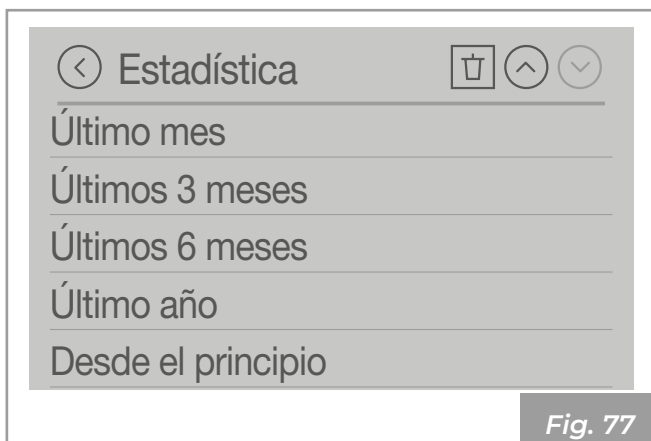 Estadística
Último mes
Últimos 3 meses
Últimos 6 meses
Último año
Desde el principio
Fig. 77